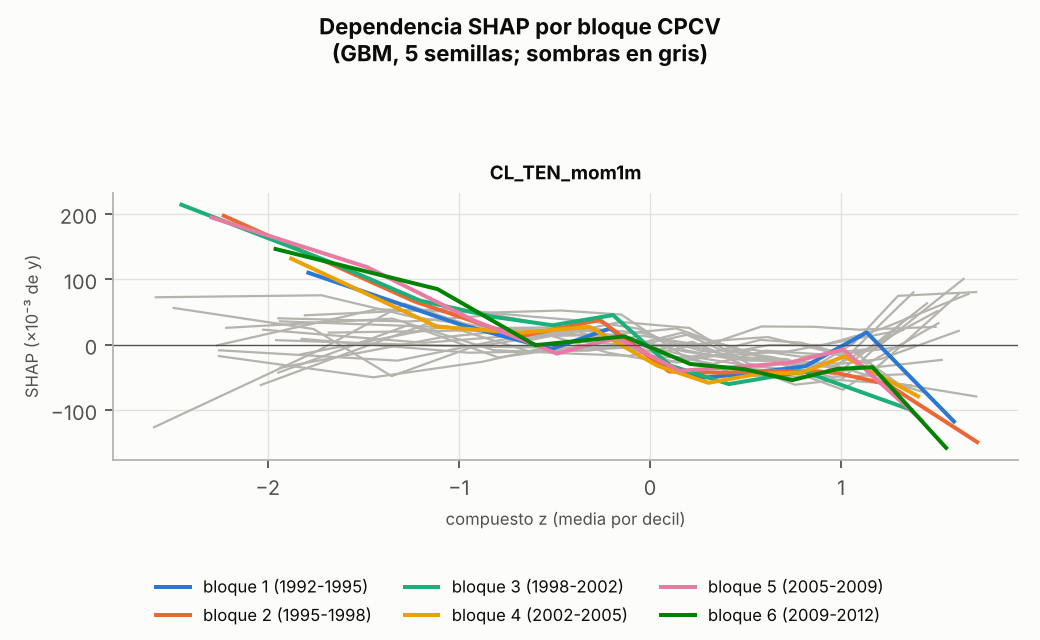 Dependencia SHAP por bloque CPCV
(GBM, 5 semillas; sombras en gris)
CL_TEN_mom1m
SHAP (×10⁻³ de y)
200
100
0
−100
−2
−1
0
1
compuesto z (media por decil)
bloque 1 (1992-1995)
bloque 3 (1998-2002)
bloque 5 (2005-2009)
bloque 2 (1995-1998)
bloque 4 (2002-2005)
bloque 6 (2009-2012)